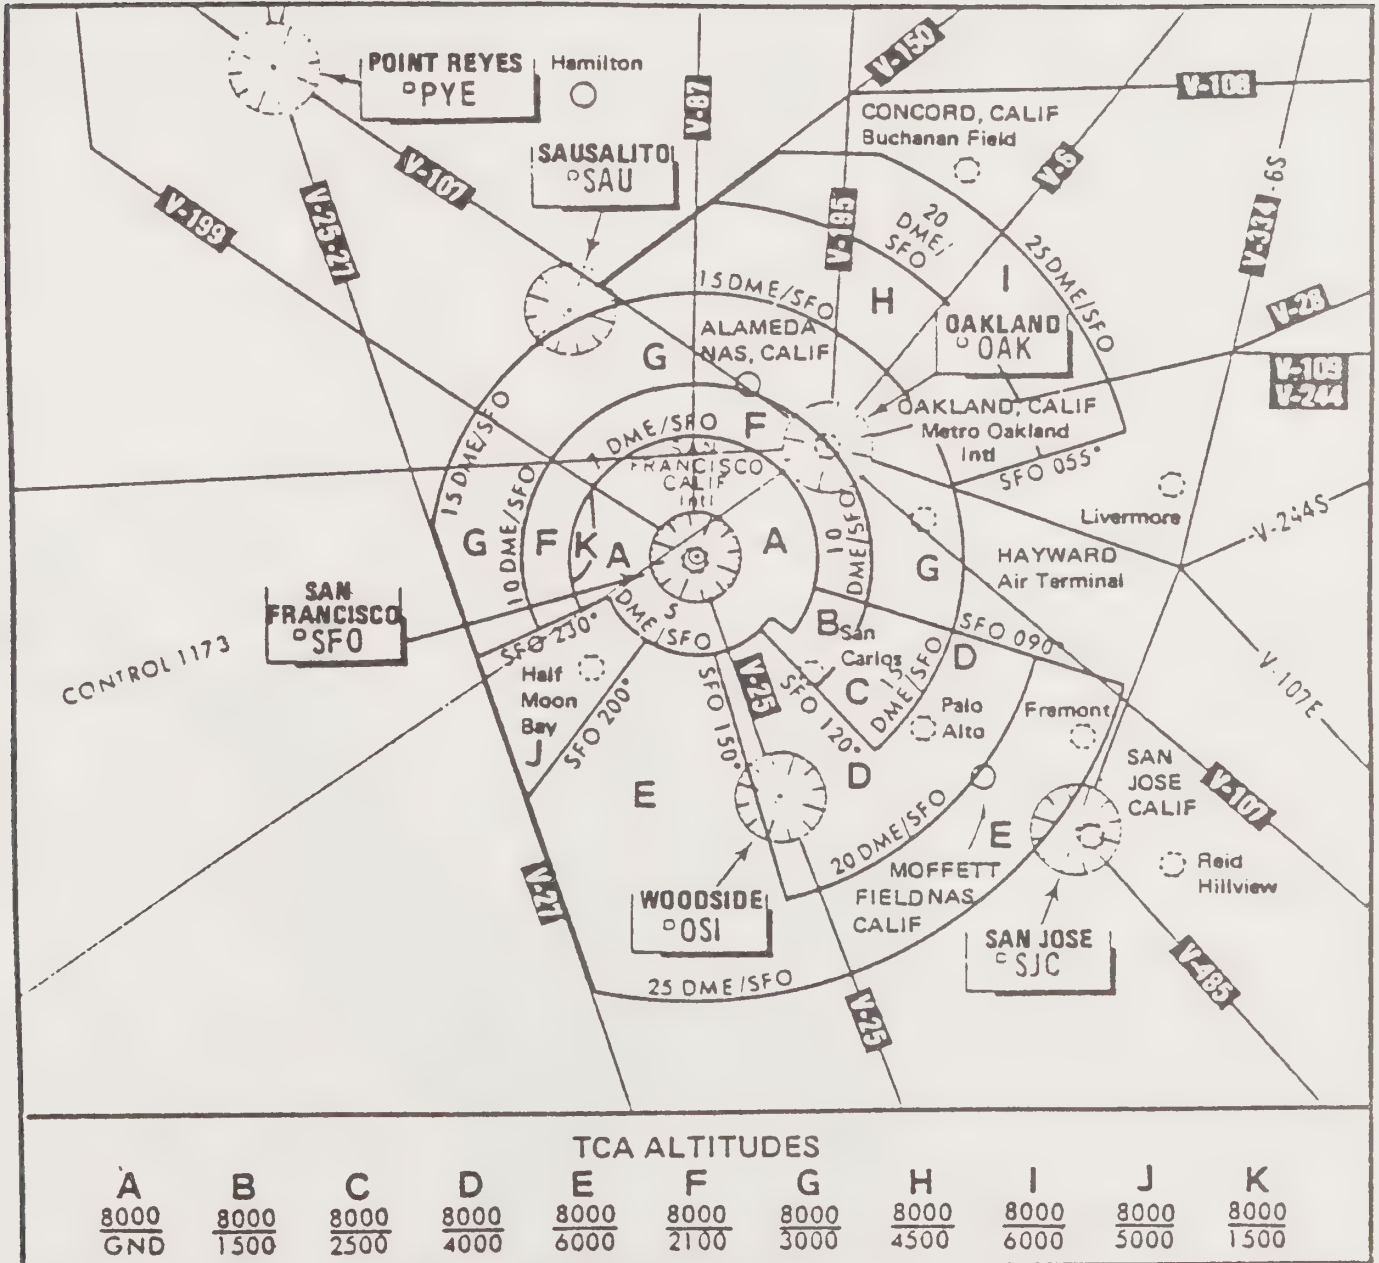 POINT REYES
PYE
Hamilton
V-87
V-150
V-108
CONCORD, CALIF
Buchanan Field
SAUSALITO
SAU
V-107
V-6
V-199
V-25-27
V-195
20
DME/
SFO
25 DME/SFO
V-334
-6S
15 DME/SFO
H
I
V-28
OAKLAND
OAK
ALAMEDA
NAS, CALIF
G
V-109
V-244
OAKLAND, CALIF
Metro Oakland
Intl
7 DME/SFO
F
SAN
FRANCISCO
CALIF
Intl
SFO 055°
15 DME/SFO
10 DME/SFO
G
F
K
A
A
10
DME/SFO
G
Livermore
V-244S
HAYWARD
Air Terminal
SAN
FRANCISCO
SFO
5
DME/SFO
B
San
Carlos
SFO 090°
D
CONTROL 1173
SFO 230°
Half
Moon
Bay
J
SFO 200°
SFO 150°
V-25
SFO 120°
C
15
DME/SFO
Palo
Alto
Fremont
V-107E
SAN
JOSE
CALIF
V-107
E
D
20 DME/SFO
E
MOFFETT
FIELD NAS
CALIF
Reid
Hillview
V-27
WOODSIDE
OSI
SAN JOSE
SJC
V-485
25 DME/SFO
V-25
TCA ALTITUDES
A B C D E F G H I J K
8000 8000 8000 8000 8000 8000 8000 8000 8000 8000 8000
GND 1500 2500 4000 6000 2100 3000 4500 6000 5000 1500